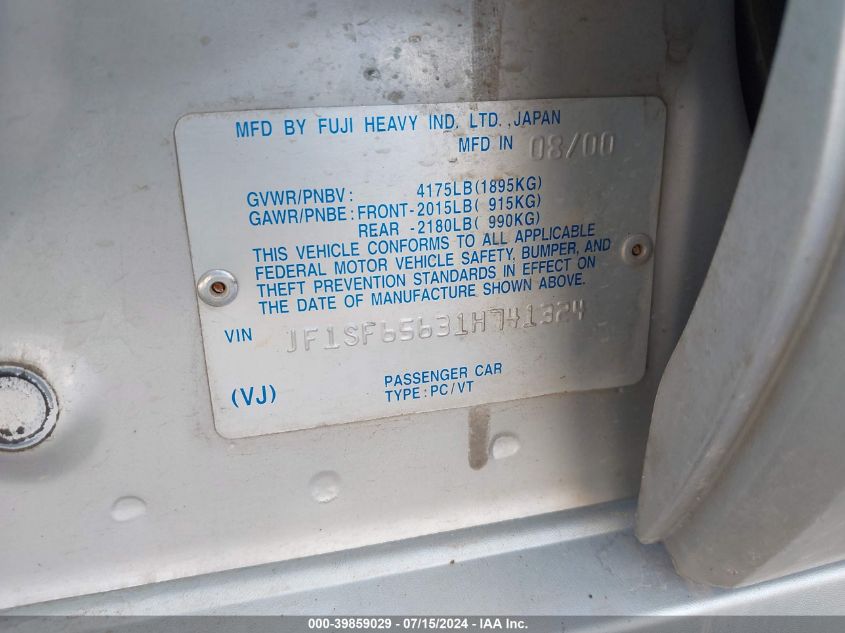 MFD BY FUJI HEAVY IND. LTD. ,JAPAN
MFD IN 08/00
GVWR/PNBV: 4175LB(1895KG)
GAWR/PNBE: FRONT-2015LB( 915KG)
REAR -2180LB( 990KG)
THIS VEHICLE CONFORMS TO ALL APPLICABLE
FEDERAL MOTOR VEHICLE SAFETY, BUMPER, AND
THEFT PREVENTION STANDARDS IN EFFECT ON
THE DATE OF MANUFACTURE SHOWN ABOVE.
VIN JF1SF65631H741324
(VJ) PASSENGER CAR
TYPE: PC/VT
000-39859029 - 07/15/2024 - IAA Inc.